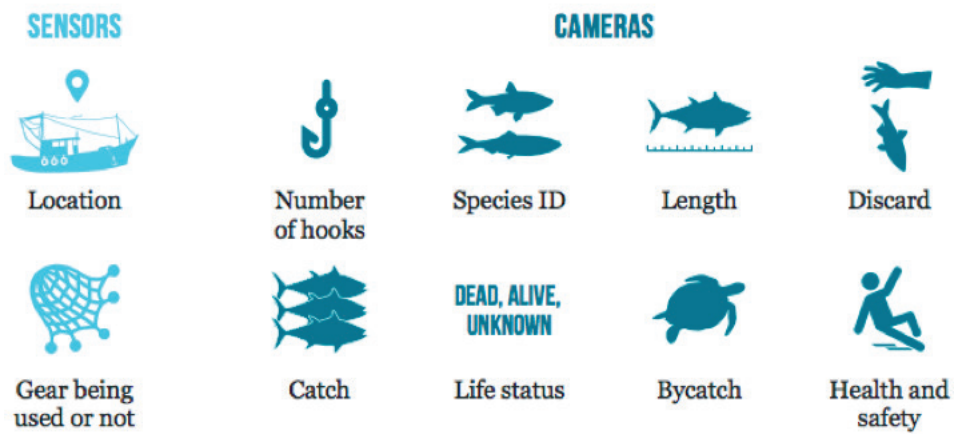 SENSORS
CAMERAS
Location
Number
of hooks
Species ID
Length
Discard
DEAD, ALIVE,
UNKNOWN
Gear being
used or not
Catch
Life status
Bycatch
Health and
safety